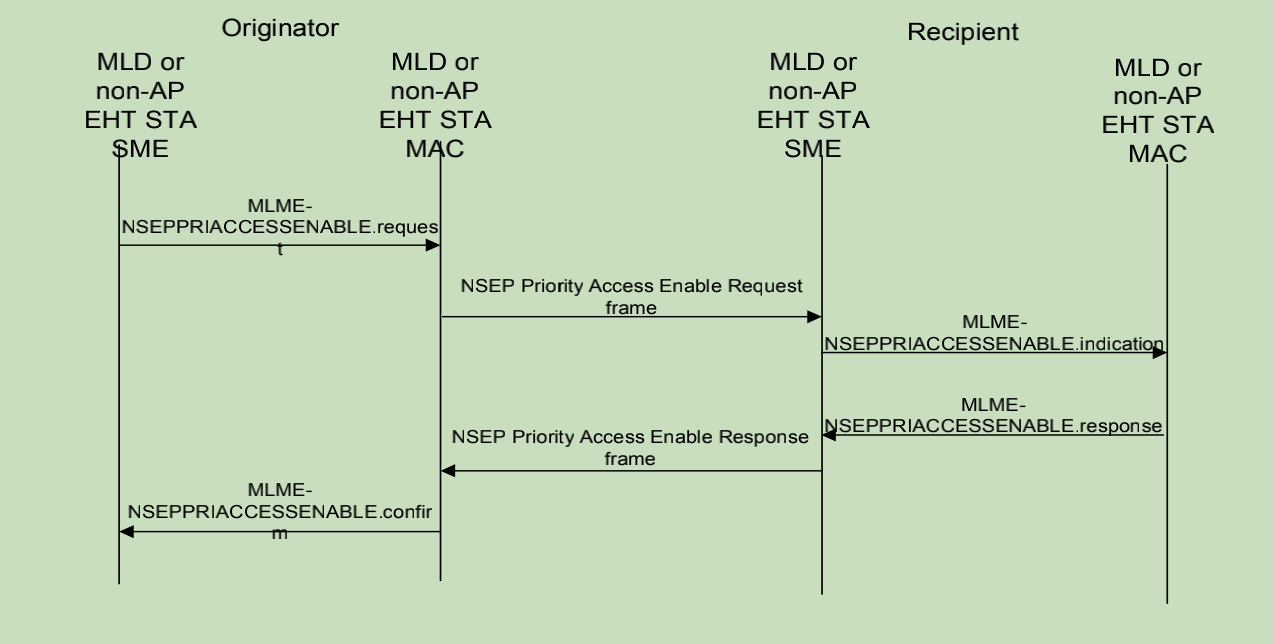 Originator
Recipient
MLD or
non-AP
EHT STA
SME
MLD or
non-AP
EHT STA
MAC
MLD or
non-AP
EHT STA
SME
MLD or
non-AP
EHT STA
MAC
MLME-
NSEPPRIACCESSENABLE.reques
t
NSEP Priority Access Enable Request
frame
MLME-
NSEPPRIACCESSENABLE.indication
MLME-
NSEPPRIACCESSENABLE.response
NSEP Priority Access Enable Response
frame
MLME-
NSEPPRIACCESSENABLE.confir
m